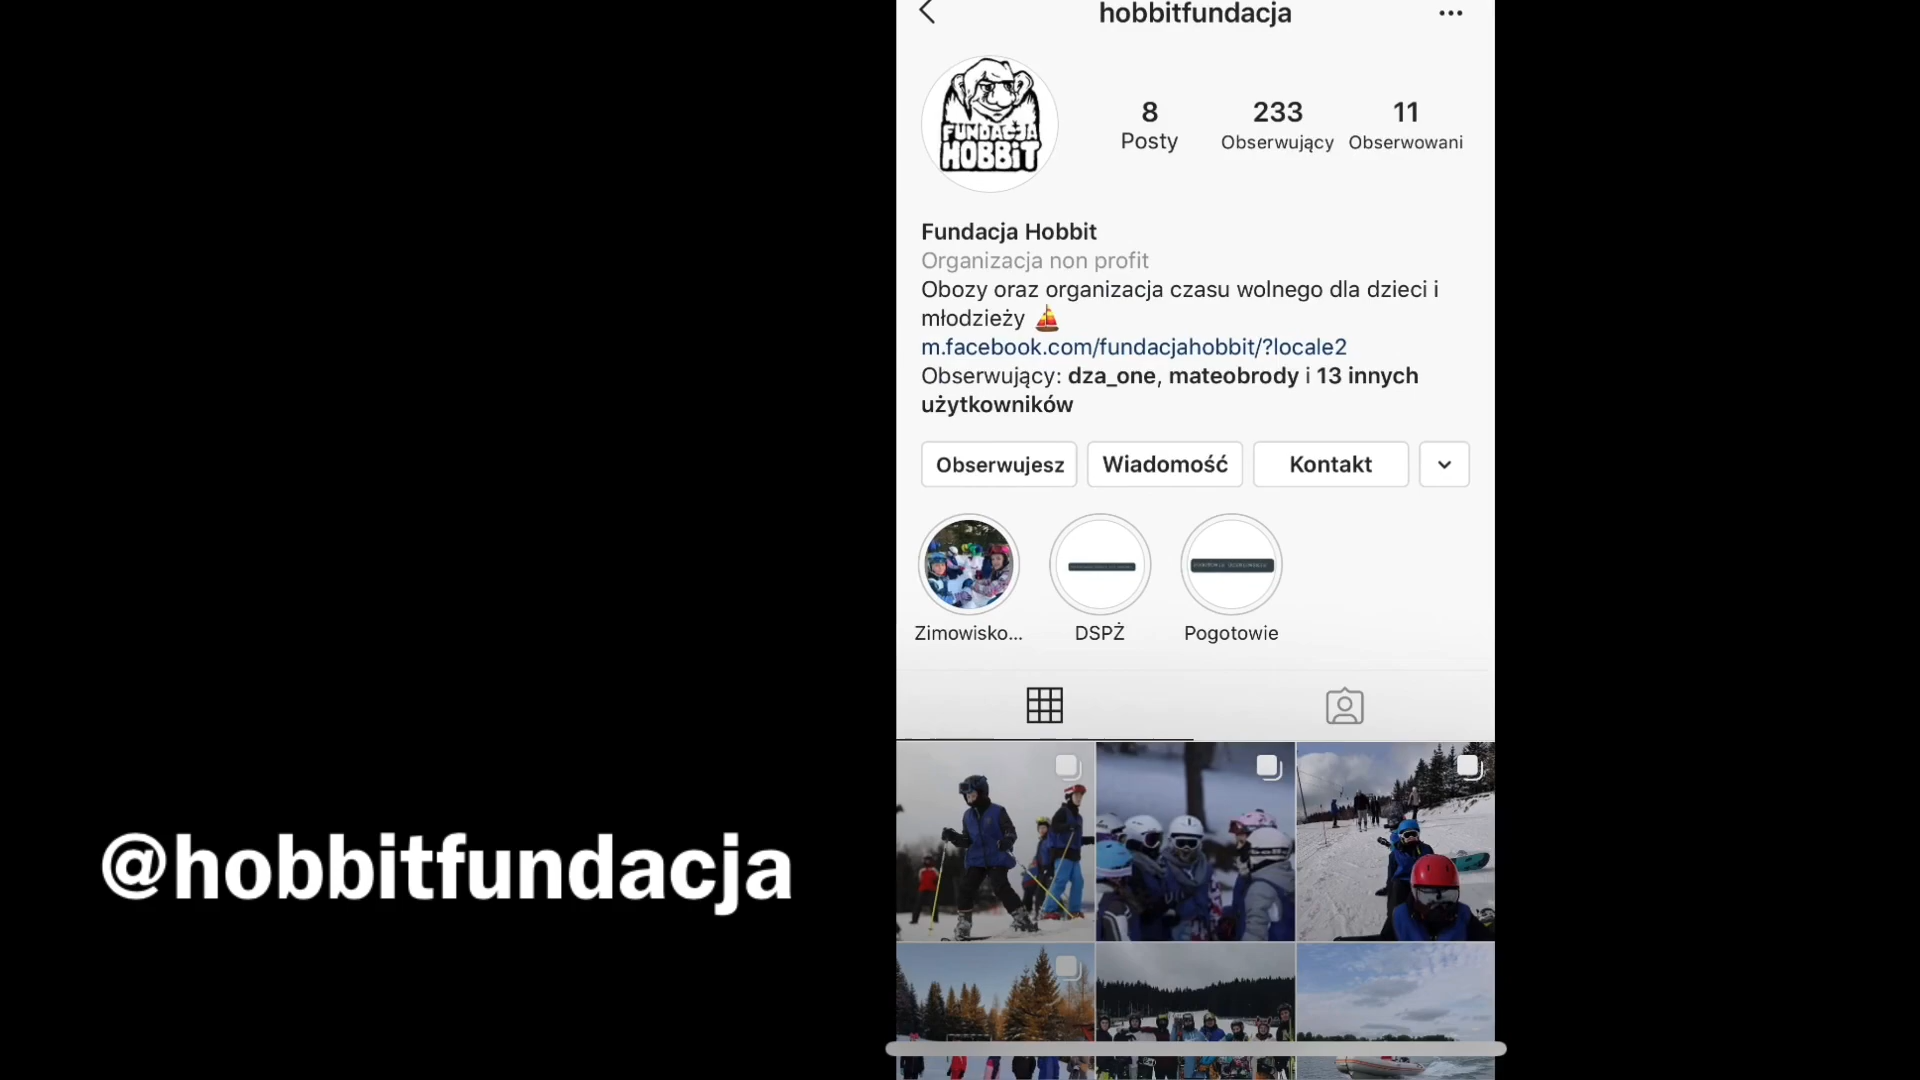 hobbitfundacja
FUNDACJA
HOBBiT
8
Posty
233
Obserwujący
11
Obserwowani
Fundacja Hobbit
Organizacja non profit
Obozy oraz organizacja czasu wolnego dla dzieci i
młodzieży
m.facebook.com/fundacjahobbit/?locale2
Obserwujący: dza_one, mateobrody i 13 innych
użytkowników
Obserwujesz
Wiadomość
Kontakt
Zimowisko...
DSPŻ
Pogotowie
@hobbitfundacja